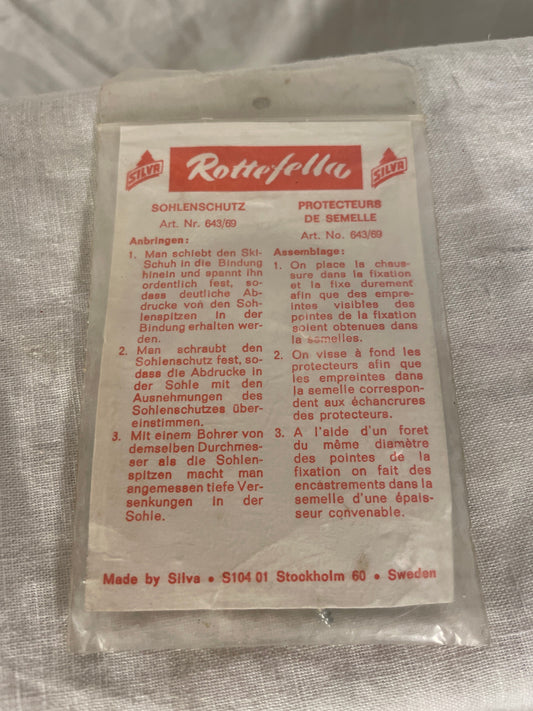 SILVA
Rottefella
SILVA
SOHLENSCHUTZ
Art. Nr. 643/69
Anbringen:
1. Man schiebt den Ski-
Schuh in die Bindung
hinein und spannt ihn
ordentlich fest, so-
dass deutliche Ab-
drucke von den Soh-
lenspitzen in der
Bindung erhalten wer-
den.
2. Man schraubt den
Sohlenschutz fest, so-
dass die Abdrucke in
der Sohle mit den
Ausnehmungen des
Sohlenschutzes über-
einstimmen.
3. Mit einem Bohrer von
demselben Durchmes-
ser als die Sohlen-
spitzen macht man
angemessen tiefe Ver-
senkungen in der
Sohle.
PROTECTEURS
DE SEMELLE
Art. No. 643/69
Assemblage:
1. On place la chaus-
sure dans la fixation
et la fixe durement
afin que des empre-
intes visibles des
pointes de la fixation
soient obtenues dans
la semelles.
2. On visse à fond les
protecteurs afin que
les empreintes dans
la semelle correspon-
dent aux échancrures
des protecteurs.
3. A l'aide d'un foret
du même diamètre
des pointes de la
fixation on fait des
encâstrements dans la
semelle d'une épais-
seur convenable.
Made by Silva • S104 01 Stockholm 60 • Sweden